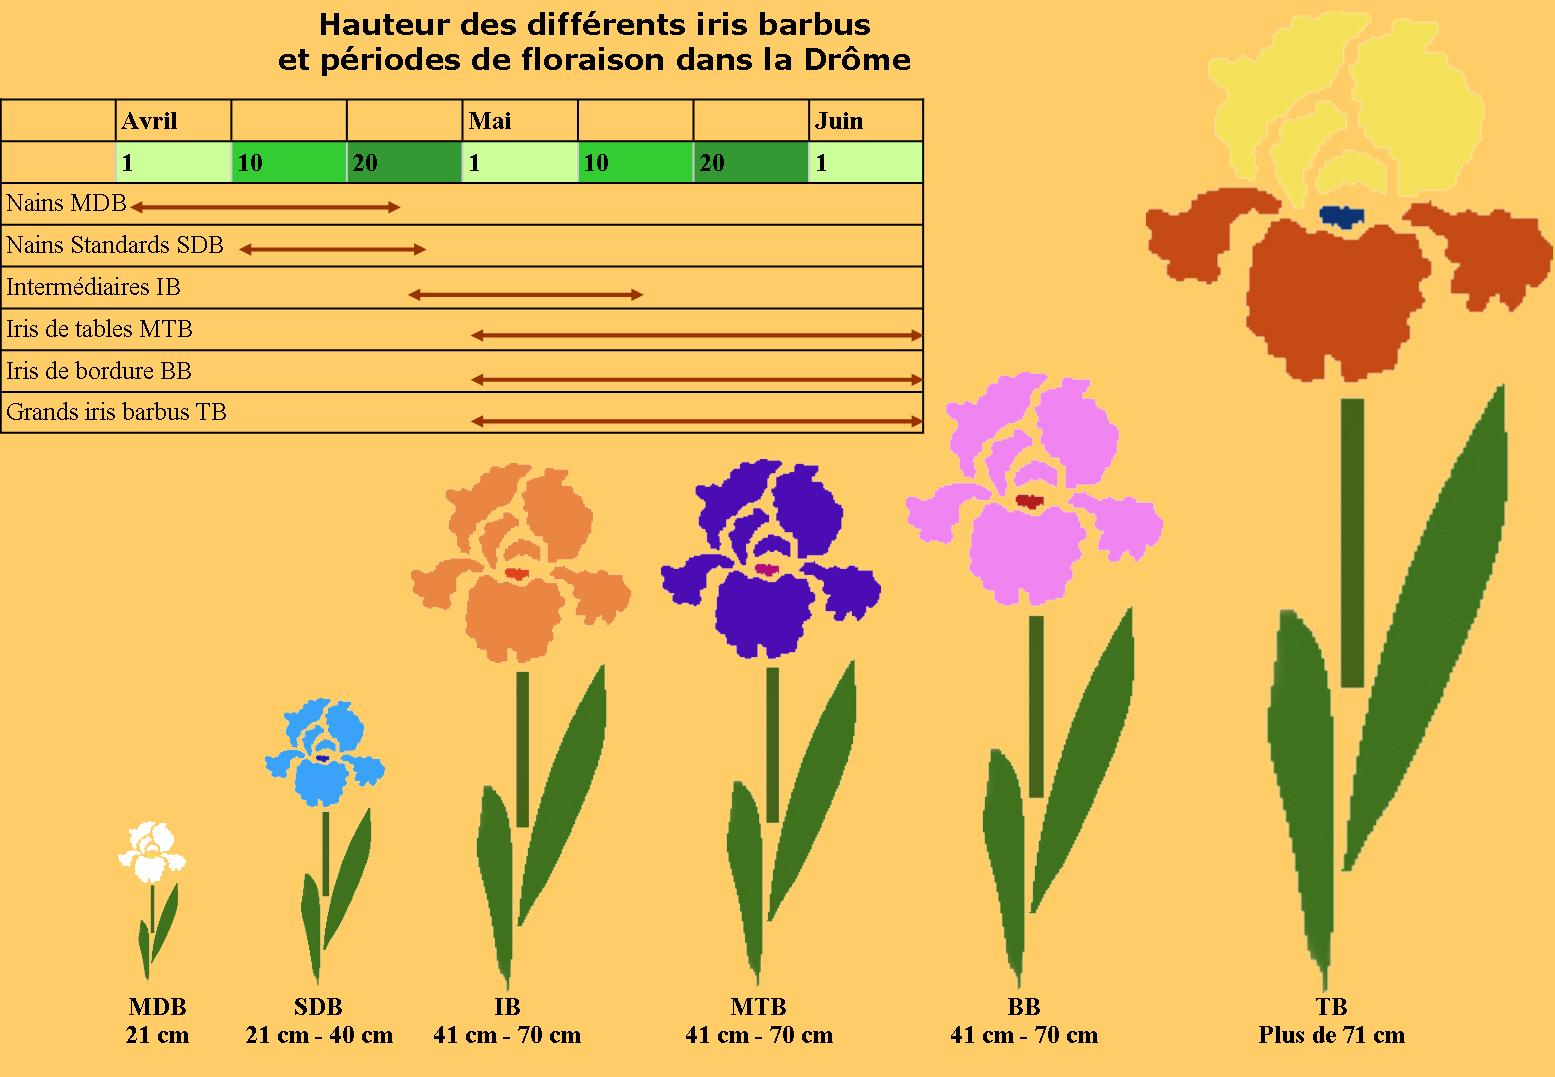 Hauteur des différents iris barbus
et périodes de floraison dans la Drôme
Avril Mai Juin
1 10 20 1 10 20 1
Nains MDB
Nains Standards SDB
Intermédiaires IB
Iris de tables MTB
Iris de bordure BB
Grands iris barbus TB
MDB SDB IB MTB BB TB
21 cm 21 cm - 40 cm 41 cm - 70 cm 41 cm - 70 cm 41 cm - 70 cm Plus de 71 cm